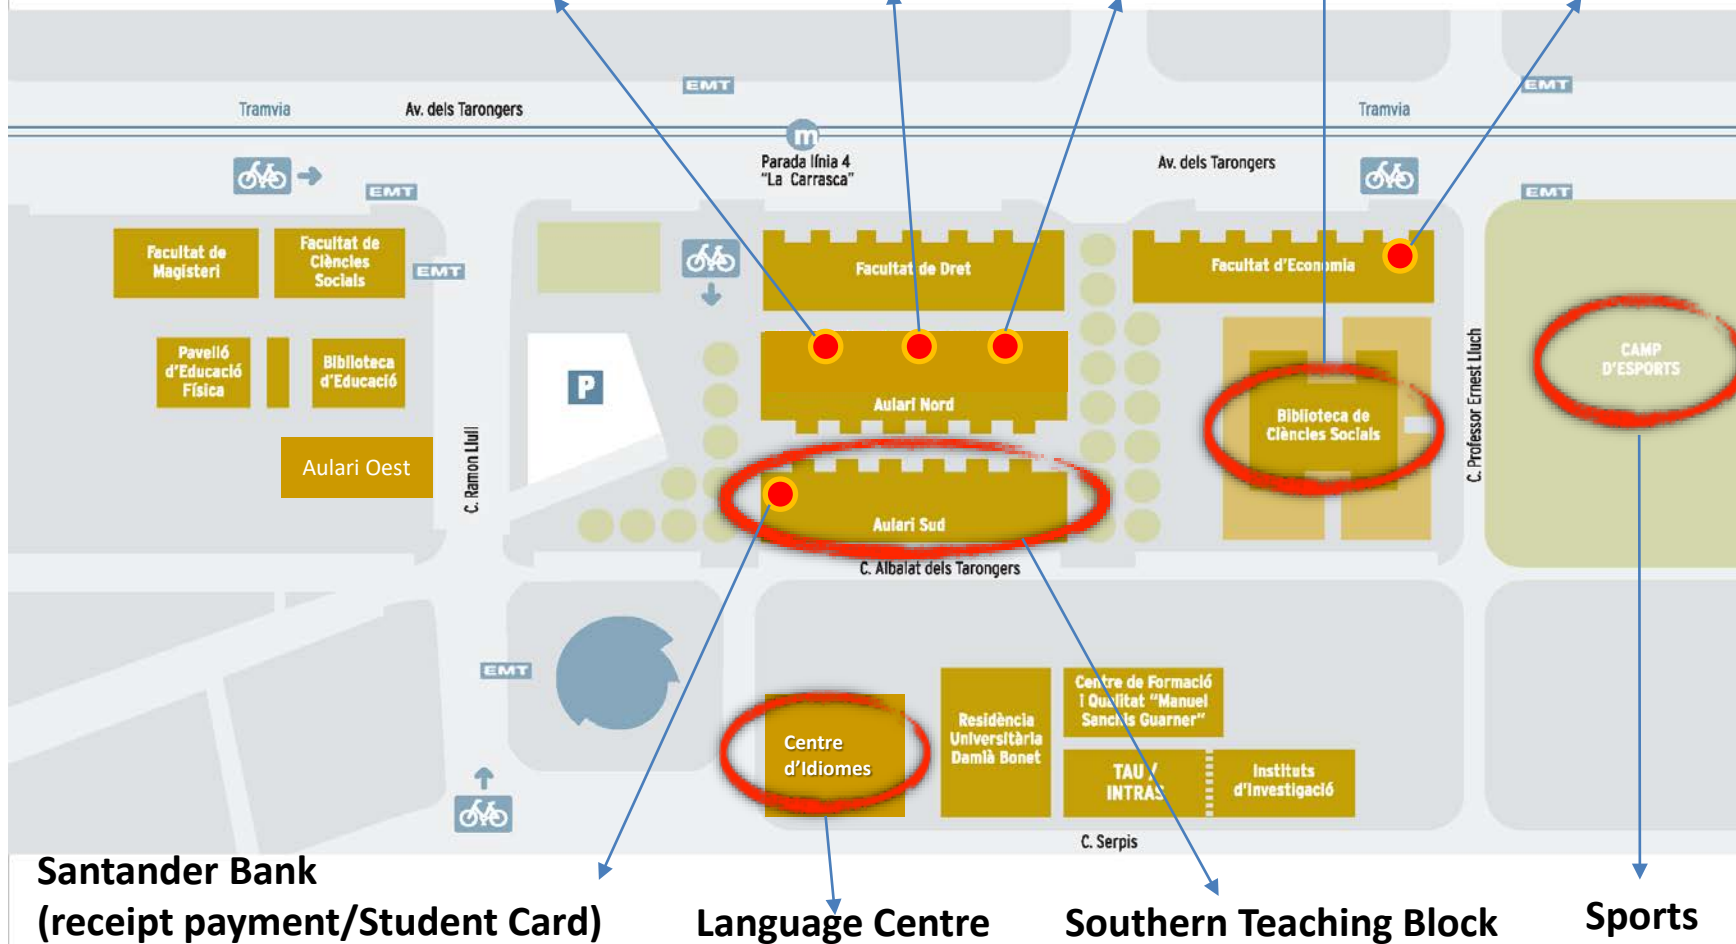 EMT
EMT
Tramvia
Av. dels Tarongers
Tramvia
m
Parada línia 4
"La Carrasca"
Av. dels Tarongers
EMT
EMT
Facultat de
Magisteri
Facultat de
Ciències
Socials
EMT
Facultat de Dret
Facultat d'Economia
Pavelló
d'Educació
Física
Biblioteca
d'Educació
P
Aulari Nord
Biblioteca de
Ciències Socials
C. Professor Ernest Lluch
CAMP
D'ESPORTS
Aulari Oest
C. Ramon Llull
Aulari Sud
C. Albalat dels Tarongers
EMT
Centre
d'Idiomes
Residència
Universitària
Damià Bonet
Centre de Formació
i Qualitat "Manuel
Sanchis Guarner"
TAU /
INTRAS
Instituts
d'Investigació
C. Serpis
Santander Bank
(receipt payment/Student Card)
Language Centre
Southern Teaching Block
Sports